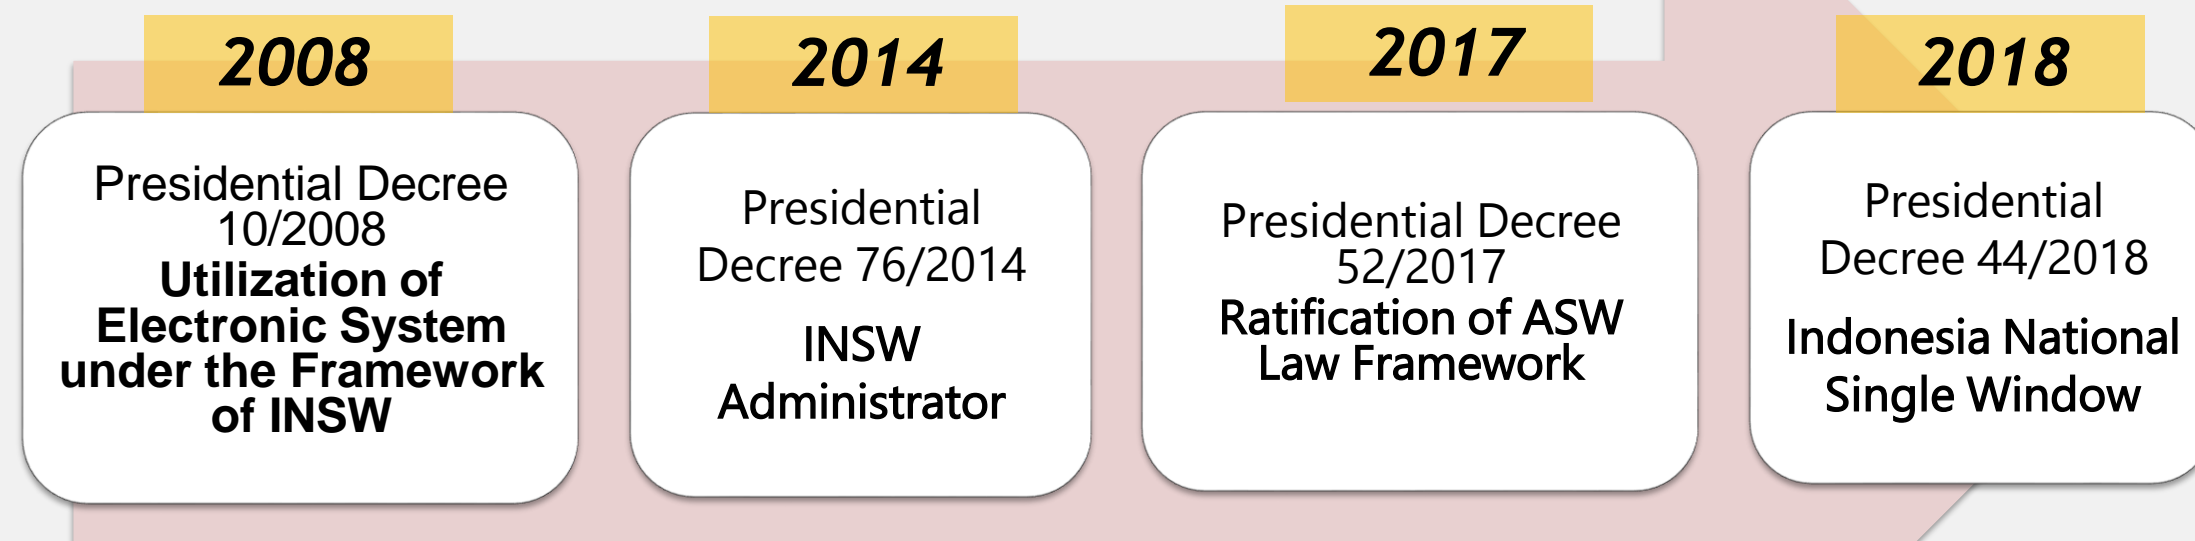 2008
Presidential Decree
10/2008
Utilization of
Electronic System
under the Framework
of INSW
2014
Presidential
Decree 76/2014
INSW
Administrator
2017
Presidential Decree
52/2017
Ratification of ASW
Law Framework
2018
Presidential
Decree 44/2018
Indonesia National
Single Window